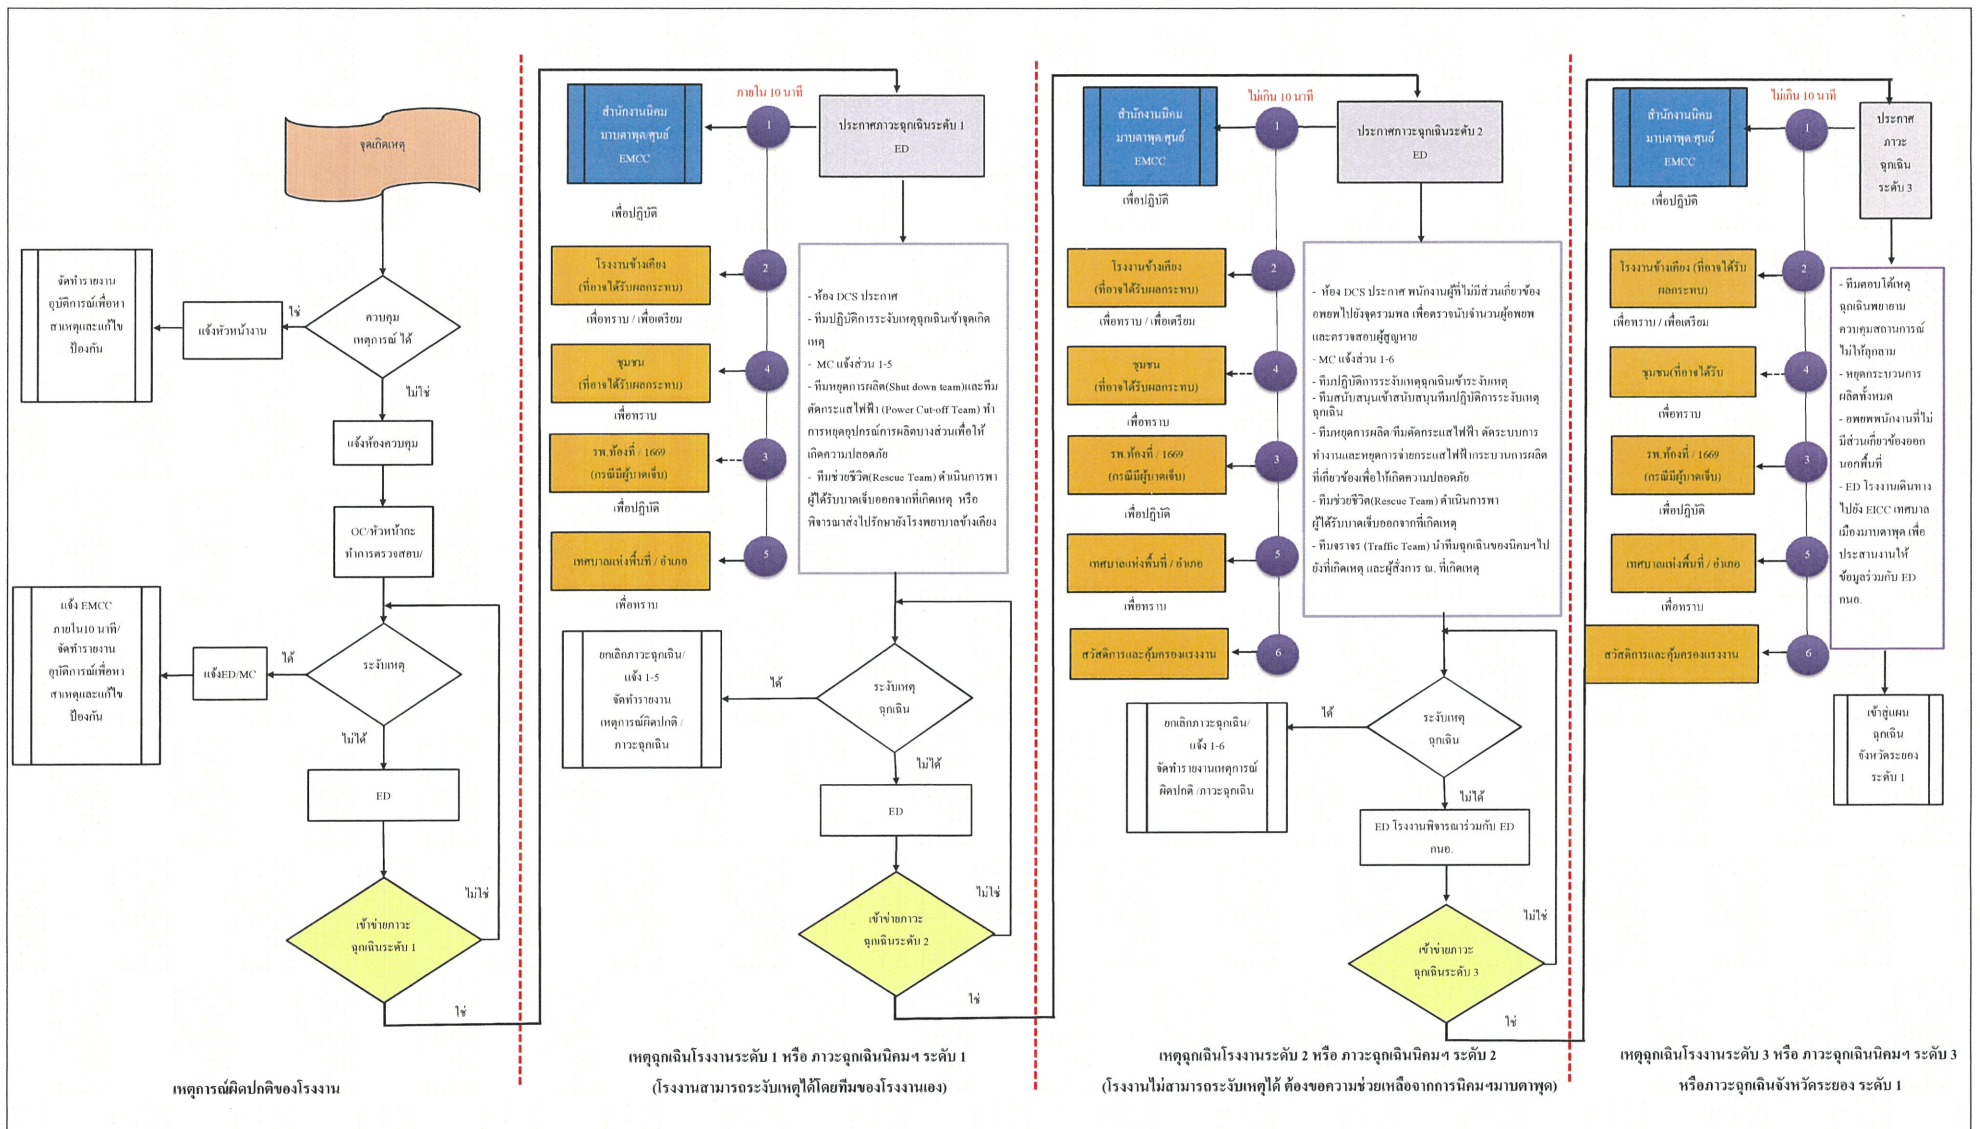 จุดเกิดเหตุ
ควบคุม
เหตุการณ์ ได้
ใช่
แจ้งหัวหน้างาน
จัดทำรายงาน
อุบัติการณ์เพื่อหา
สาเหตุและแก้ไข
ป้องกัน
ไม่ใช่
แจ้งห้องควบคุม
OC/หัวหน้ากะ
ทำการตรวจสอบ/
ระงับเหตุ
ได้
แจ้งED/MC
แจ้ง EMCC
ภายใน10 นาที/
จัดทำรายงาน
อุบัติการณ์เพื่อหา
สาเหตุและแก้ไข
ป้องกัน
ไม่ได้
ED
ไม่ใช่
เข้าข่ายภาวะ
ฉุกเฉินระดับ 1
ใช่
เหตุการณ์ผิดปกติของโรงงาน
ภายใน 10 นาที
สำนักงานนิคม
มาบตาพุด/ศูนย์
EMCC
1
ประกาศภาวะฉุกเฉินระดับ 1
ED
เพื่อปฏิบัติ
โรงงานข้างเคียง
(ที่อาจได้รับผลกระทบ)
2
เพื่อทราบ / เพื่อเตรียม
ชุมชน
(ที่อาจได้รับผลกระทบ)
4
เพื่อทราบ
รพ.ท้องที่ / 1669
(กรณีมีผู้บาดเจ็บ)
3
เพื่อปฏิบัติ
เทศบาลแห่งพื้นที่ / อำเภอ
5
เพื่อทราบ
- ห้อง DCS ประกาศ
- ทีมปฏิบัติการระงับเหตุฉุกเฉินเข้าจุดเกิด
เหตุ
- MC แจ้งส่วน 1-5
- ทีมหยุดการผลิต(Shut down team)และทีม
ตัดกระแสไฟฟ้า (Power Cut-off Team) ทำ
การหยุดอุปกรณ์การผลิตบางส่วนเพื่อให้
เกิดความปลอดภัย
- ทีมช่วยชีวิต(Rescue Team) ดำเนินการพา
ผู้ได้รับบาดเจ็บออกจากที่เกิดเหตุ หรือ
พิจารณาส่งไปรักษายังโรงพยาบาลข้างเคียง
ยกเลิกภาวะฉุกเฉิน/
แจ้ง 1-5
จัดทำรายงาน
เหตุการณ์ผิดปกติ /
ภาวะฉุกเฉิน
ได้
ระงับเหตุ
ฉุกเฉิน
ไม่ได้
ED
ไม่ใช่
เข้าข่ายภาวะ
ฉุกเฉินระดับ 2
ใช่
เหตุฉุกเฉินโรงงานระดับ 1 หรือ ภาวะฉุกเฉินนิคมฯ ระดับ 1
(โรงงานสามารถระงับเหตุได้โดยทีมของโรงงานเอง)
ไม่เกิน 10 นาที
สำนักงานนิคม
มาบตาพุด/ศูนย์
EMCC
1
ประกาศภาวะฉุกเฉินระดับ 2
ED
เพื่อปฏิบัติ
โรงงานข้างเคียง
(ที่อาจได้รับผลกระทบ)
2
เพื่อทราบ / เพื่อเตรียม
ชุมชน
(ที่อาจได้รับผลกระทบ)
4
เพื่อทราบ
รพ.ท้องที่ / 1669
(กรณีมีผู้บาดเจ็บ)
3
เพื่อปฏิบัติ
เทศบาลแห่งพื้นที่ / อำเภอ
5
เพื่อทราบ
สวัสดิการและคุ้มครองแรงงาน
6
- ห้อง DCS ประกาศ พนักงานผู้ที่ไม่มีส่วนเกี่ยวข้อง
อพยพไปยังจุดรวมพล เพื่อตรวจนับจำนวนผู้อพยพ
และตรวจสอบผู้สูญหาย
- MC แจ้งส่วน 1-6
- ทีมปฏิบัติการระงับเหตุฉุกเฉินเข้าระงับเหตุ
- ทีมสนับสนุนเข้าสนับสนุนทีมปฏิบัติการระงับเหตุ
ฉุกเฉิน
- ทีมหยุดการผลิต/ทีมตัดกระแสไฟฟ้า ตัดระบบการ
ทำงานและหยุดการจ่ายกระแสไฟฟ้ากระบวนการผลิต
ที่เกี่ยวข้องเพื่อให้เกิดความปลอดภัย
- ทีมช่วยชีวิต(Rescue Team) ดำเนินการพา
ผู้ได้รับบาดเจ็บออกจากที่เกิดเหตุ
- ทีมจราจร (Traffic Team) นำทีมฉุกเฉินของนิคมฯไป
ยังที่เกิดเหตุ และผู้สั่งการ ณ. ที่เกิดเหตุ
ยกเลิกภาวะฉุกเฉิน/
แจ้ง 1-6
จัดทำรายงานเหตุการณ์
ผิดปกติ /ภาวะฉุกเฉิน
ได้
ระงับเหตุ
ฉุกเฉิน
ไม่ได้
ED โรงงานพิจารณาร่วมกับ ED
กนอ.
ไม่ใช่
เข้าข่ายภาวะ
ฉุกเฉินระดับ 3
ใช่
เหตุฉุกเฉินโรงงานระดับ 2 หรือ ภาวะฉุกเฉินนิคมฯ ระดับ 2
(โรงงานไม่สามารถระงับเหตุได้ ต้องขอความช่วยเหลือจากการนิคมฯมาบตาพุด)
ไม่เกิน 10 นาที
สำนักงานนิคม
มาบตาพุด/ศูนย์
EMCC
1
ประกาศ
ภาวะ
ฉุกเฉิน
ระดับ 3
เพื่อปฏิบัติ
โรงงานข้างเคียง (ที่อาจได้รับ
ผลกระทบ)
2
เพื่อทราบ / เพื่อเตรียม
ชุมชน(ที่อาจได้รับ
4
เพื่อทราบ
รพ.ท้องที่ / 1669
(กรณีมีผู้บาดเจ็บ)
3
เพื่อปฏิบัติ
เทศบาลแห่งพื้นที่ / อำเภอ
5
เพื่อทราบ
สวัสดิการและคุ้มครองแรงงาน
6
- ทีมตอบโต้เหตุ
ฉุกเฉินพยายาม
ควบคุมสถานการณ์
ไม่ให้ลุกลาม
- หยุดกระบวนการ
ผลิตทั้งหมด
- อพยพพนักงานที่ไม่
มีส่วนเกี่ยวข้องออก
นอกพื้นที่
- ED โรงงานเดินทาง
ไปยัง EICC เทศบาล
เมืองมาบตาพุด เพื่อ
ประสานงานให้
ข้อมูลร่วมกับ ED
กนอ.
เข้าสู่แผน
ฉุกเฉิน
จังหวัดระยอง
ระดับ 1
เหตุฉุกเฉินโรงงานระดับ 3 หรือ ภาวะฉุกเฉินนิคมฯ ระดับ 3
หรือภาวะฉุกเฉินจังหวัดระยอง ระดับ 1